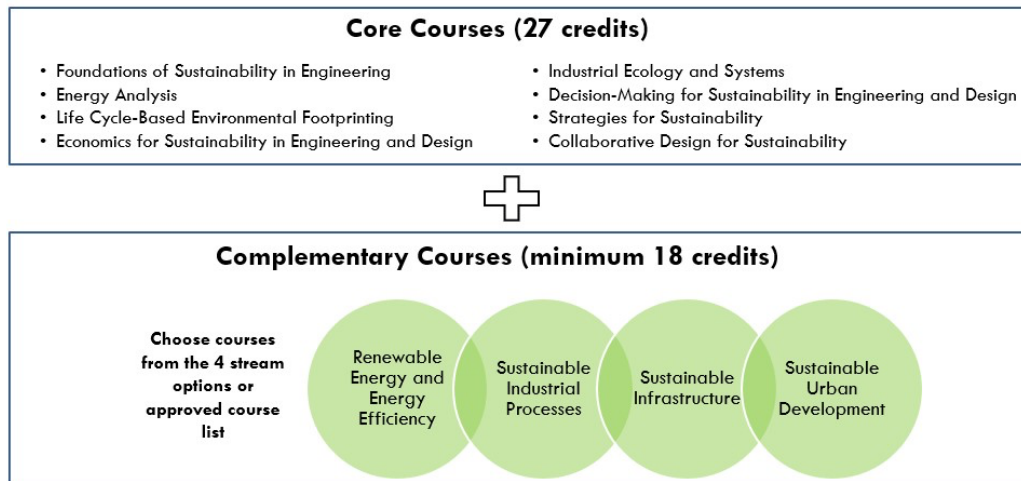 Core Courses (27 credits)
• Foundations of Sustainability in Engineering
• Energy Analysis
• Life Cycle-Based Environmental Footprinting
• Economics for Sustainability in Engineering and Design
• Industrial Ecology and Systems
• Decision-Making for Sustainability in Engineering and Design
• Strategies for Sustainability
• Collaborative Design for Sustainability
Complementary Courses (minimum 18 credits)
Choose courses
from the 4 stream
options or
approved course
list
Renewable
Energy and
Energy
Efficiency
Sustainable
Industrial
Processes
Sustainable
Infrastructure
Sustainable
Urban
Development